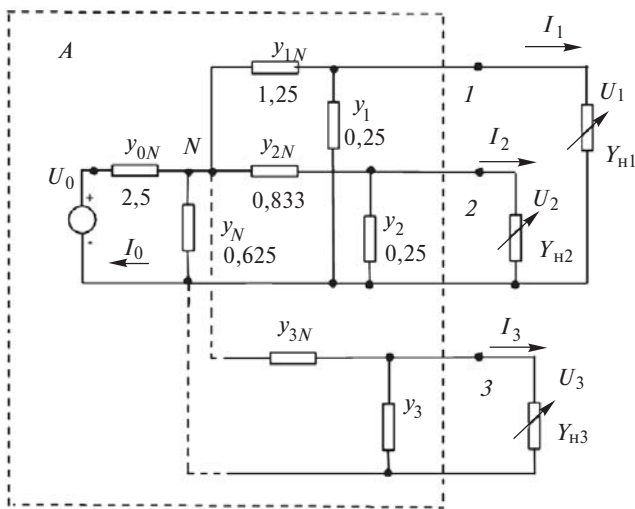 A
y1N
1,25
I1
1
U1
Yн1
y1
0,25
U0
y0N
2,5
N
y2N
0,833
I2
2
U2
Yн2
y2
0,25
I0
yN
0,625
+
-
y3N
I3
3
U3
Yн3
y3